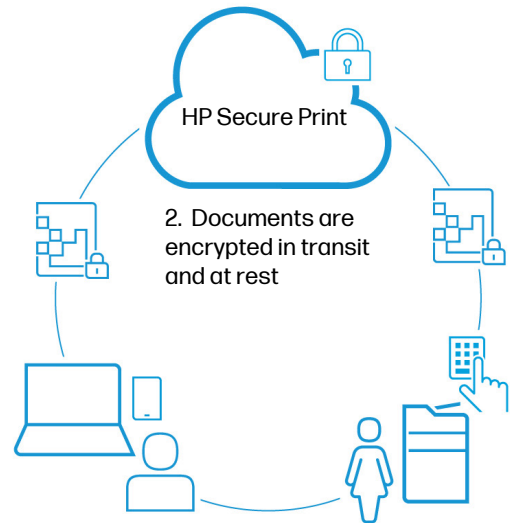 HP Secure Print
2. Documents are
encrypted in transit
and at rest